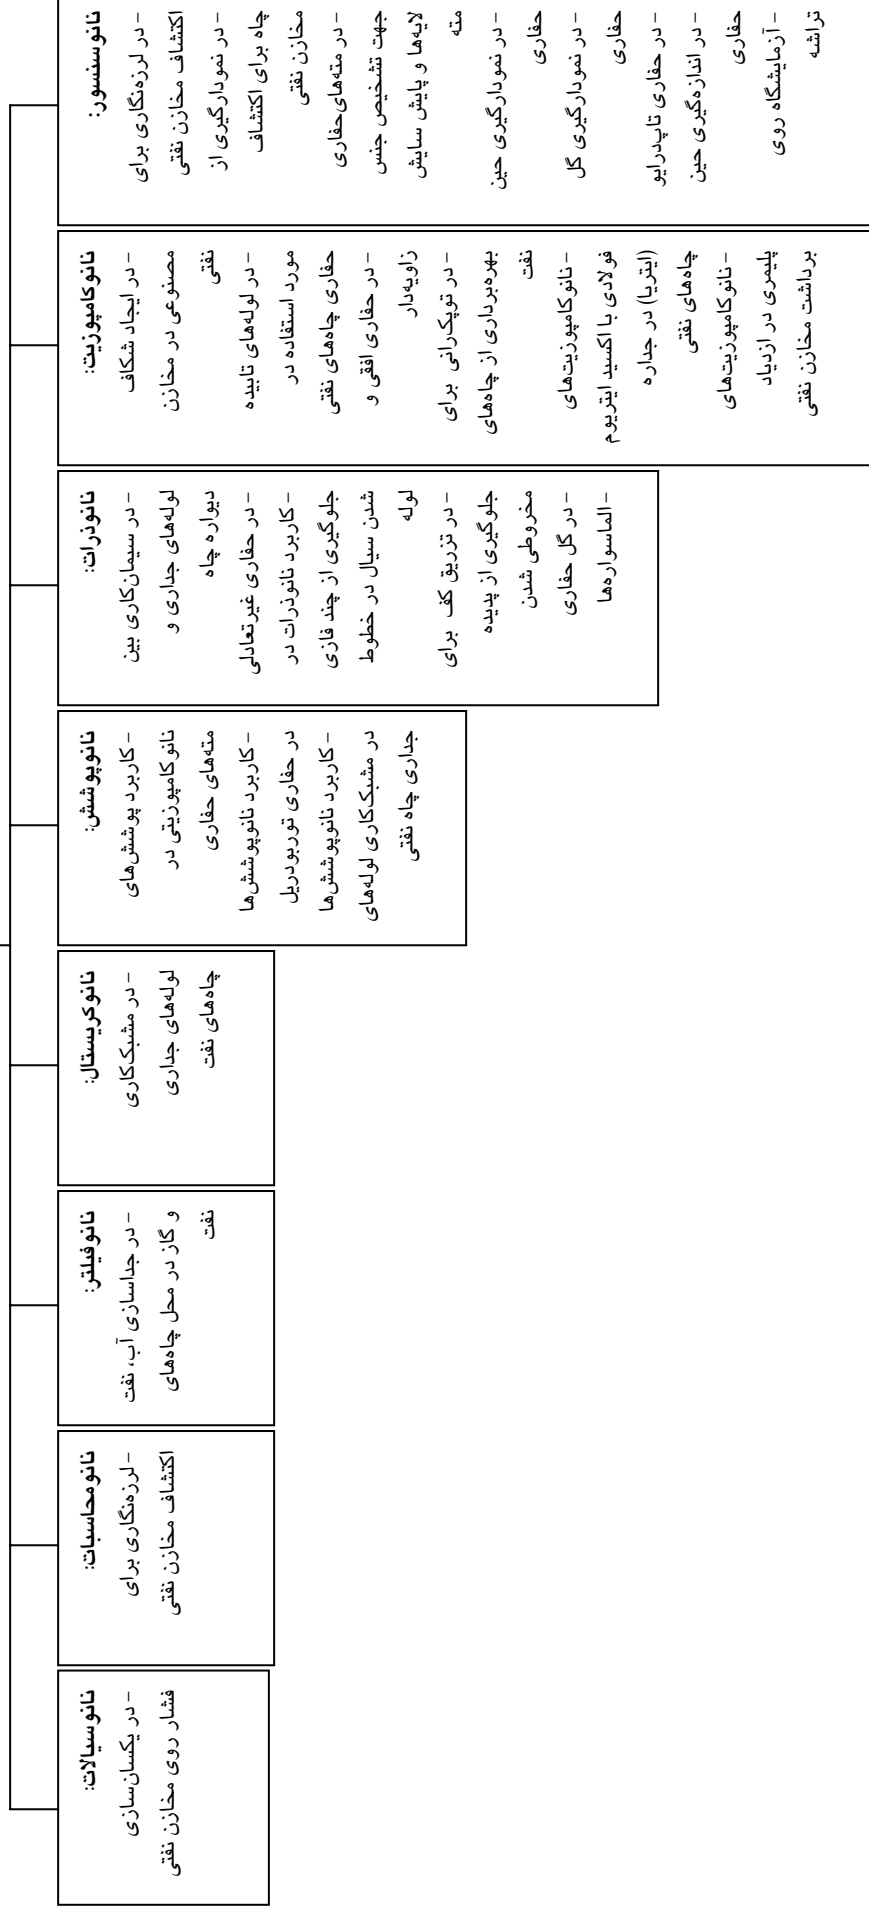 نانوسنسور:
- در لرزه‌نگاری برای
اکتشاف مخازن نفتی
- در نمودارگیری از
چاه برای اکتشاف
مخازن نفتی
- در مته‌های‌حفاری
جهت تشخیص جنس
لایه‌ها و پایش سایش
مته
- در نمودارگیری حین
حفاری
- در نمودارگیری گل
حفاری
- در حفاری تاپ‌درایو
- در اندازه‌گیری حین
حفاری
- آزمایشگاه روی
تراشه
نانوکامپوزیت:
- در ایجاد شکاف
مصنوعی در مخازن
نفتی
- در لوله‌های تابیده
مورد استفاده در
حفاری چاه‌های نفتی
- در حفاری افقی و
زاویه‌دار
- در توپک‌رانی برای
بهره‌برداری از چاه‌های
نفت
- نانوکامپوزیت‌های
فولادی با اکسید ایتریوم
(ایتریا) در جداره
چاه‌های نفتی
- نانوکامپوزیت‌های
پلیمری در ازدیاد
برداشت مخازن نفتی
نانوذرات:
- در سیمان‌کاری بین
لوله‌های جداری و
دیواره چاه
- در حفاری غیرتعادلی
- کاربرد نانوذرات در
جلوگیری از چند فازی
شدن سیال در خطوط
لوله
- در تزریق کف برای
جلوگیری از پدیده
مخروطی شدن
- در گل حفاری
- الماسواره‌ها
نانوپوشش:
- کاربرد پوشش‌های
نانوکامپوزیتی در
مته‌های حفاری
- کاربرد نانوپوشش‌ها
در حفاری توربودریل
- کاربرد نانوپوشش‌ها
در مشبک‌کاری لوله‌های
جداری چاه نفتی
نانوکریستال:
- در مشبک‌کاری
لوله‌های جداری
چاه‌های نفت
نانوفیلتر:
- در جداسازی آب، نفت
و گاز در محل چاه‌های
نفت
نانومحاسبات:
- لرزه‌نگاری برای
اکتشاف مخازن نفتی
نانوسیالات:
- در یکسان‌سازی
فشار روی مخازن نفتی